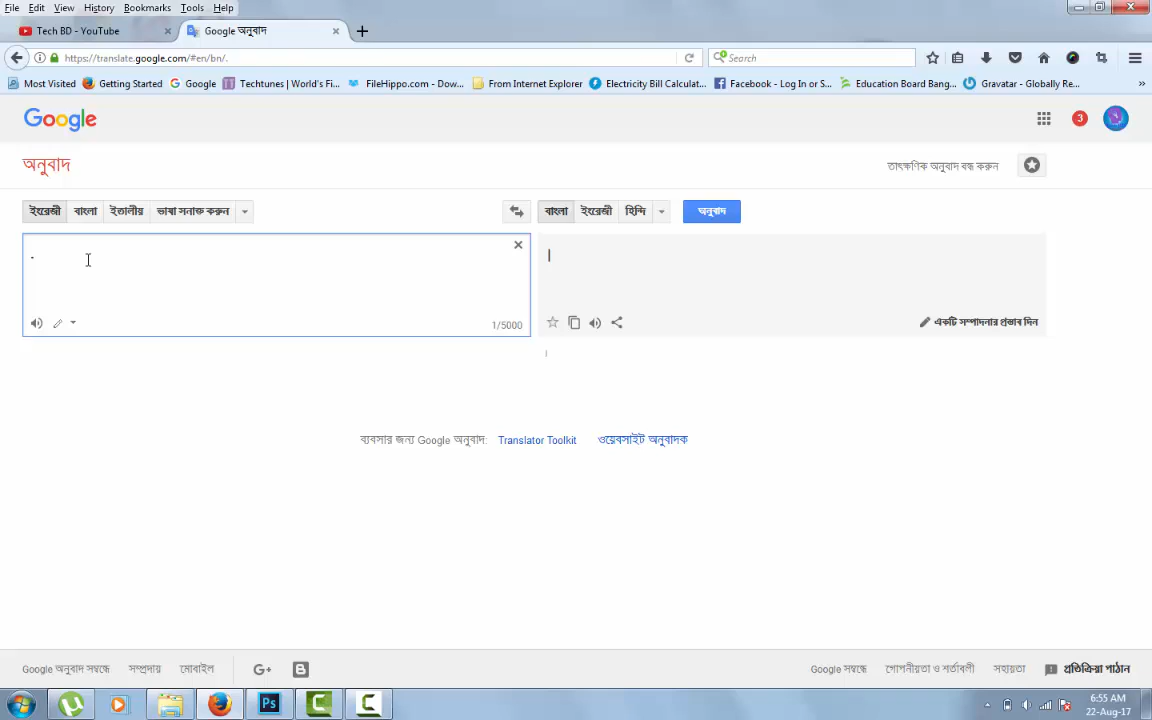 File Edit View History Bookmarks Tools Help
Tech BD - YouTube × Google অনুবাদ × +
https://translate.google.com/#en/bn/. Search
Most Visited Getting Started Google Techtunes | World's Fi... FileHippo.com - Dow... From Internet Explorer Electricity Bill Calculat... Facebook - Log In or S... Education Board Bang... Gravatar - Globally Re... »
Google 3
অনুবাদ তাৎক্ষণিক অনুবাদ বন্ধ করুন
ইংরেজী বাংলা ইতালীয় ভাষা সনাক্ত করুন বাংলা ইংরেজী হিন্দি অনুবাদ
. ।
1/5000 একটি সম্পাদনার প্রস্তাব দিন
।
ব্যবসার জন্য Google অনুবাদ: Translator Toolkit ওয়েবসাইট অনুবাদক
Google অনুবাদ সম্বন্ধে সম্প্রদায় মোবাইল G+ B Google সম্বন্ধে গোপনীয়তা ও শর্তাবলী সহায়তা প্রতিক্রিয়া পাঠান
µ Ps C C 6:55 AM
22-Aug-17